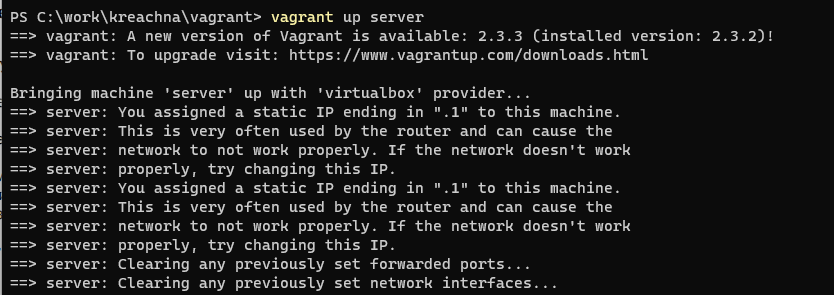 PS C:\work\kreachna\vagrant> vagrant up server
==> vagrant: A new version of Vagrant is available: 2.3.3 (installed version: 2.3.2)!
==> vagrant: To upgrade visit: https://www.vagrantup.com/downloads.html
Bringing machine 'server' up with 'virtualbox' provider...
==> server: You assigned a static IP ending in ".1" to this machine.
==> server: This is very often used by the router and can cause the
==> server: network to not work properly. If the network doesn't work
==> server: properly, try changing this IP.
==> server: You assigned a static IP ending in ".1" to this machine.
==> server: This is very often used by the router and can cause the
==> server: network to not work properly. If the network doesn't work
==> server: properly, try changing this IP.
==> server: Clearing any previously set forwarded ports...
==> server: Clearing any previously set network interfaces...